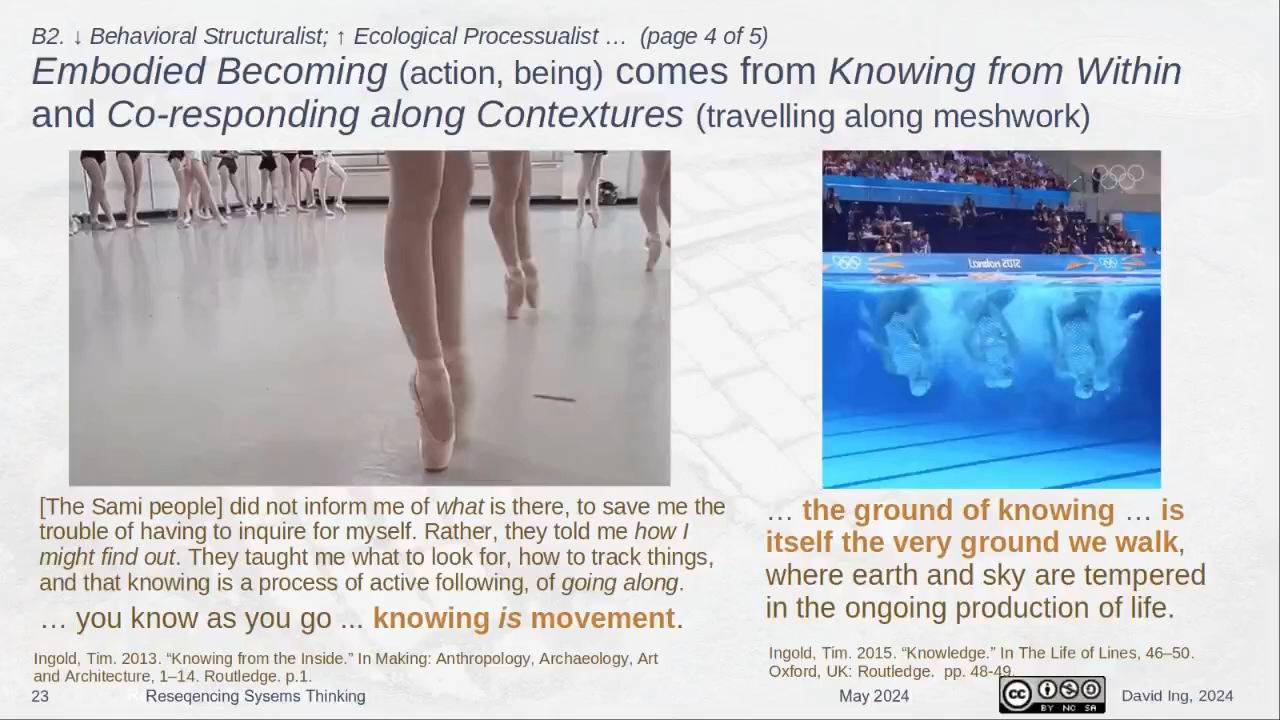 B2. ↓ Behavioral Structuralist; ↑ Ecological Processualist … (page 4 of 5)
Embodied Becoming (action, being) comes from Knowing from Within
and Co-responding along Contextures (travelling along meshwork)
[The Sami people] did not inform me of what is there, to save me the
trouble of having to inquire for myself. Rather, they told me how I
might find out. They taught me what to look for, how to track things,
and that knowing is a process of active following, of going along.
… you know as you go ... knowing is movement.
Ingold, Tim. 2013. “Knowing from the Inside.” In Making: Anthropology, Archaeology, Art
and Architecture, 1–14. Routledge. p.1.
… the ground of knowing … is
itself the very ground we walk,
where earth and sky are tempered
in the ongoing production of life.
Ingold, Tim. 2015. “Knowledge.” In The Life of Lines, 46–50.
Oxford, UK: Routledge. pp. 48-49.
23
Reseqencing Sysems Thinking
May 2024
cc
BY NC SA
David Ing, 2024